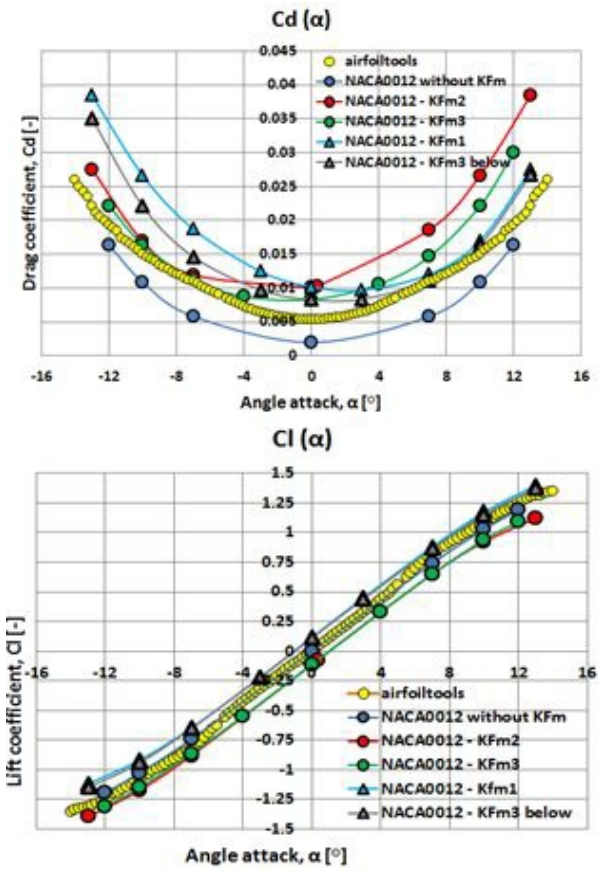 Cd (α)
0.045
0.04
0.035
0.03
0.025
0.02
0.015
0.01
0.005
0
Drag coefficient, Cd [-]
airfoiltools
NACA0012 without KFm
NACA0012 - KFm2
NACA0012 - KFm3
NACA0012 - KFm1
NACA0012 - KFm3 below
-16 -12 -8 -4 0 4 8 12 16
Angle attack, α [°]
Cl (α)
1.5
1.25
1
0.75
0.5
0.25
0
-0.25
-0.5
-0.75
-1
-1.25
-1.5
Lift coefficient, Cl [-]
-16 -12 -8 -4 0 4 8 12 16
airfoiltools
NACA0012 without KFm
NACA0012 - KFm2
NACA0012 - KFm3
NACA0012 - Kfm1
NACA0012 - KFm3 below
Angle attack, α [°]